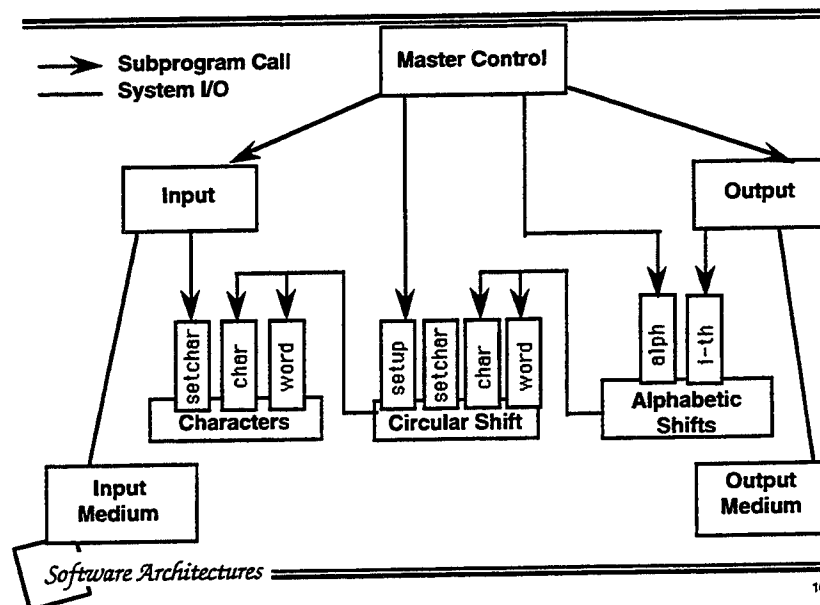 Master Control
Subprogram Call
System I/O
Input
Output
setchar
char
word
setup
setchar
char
word
alph
i-th
Characters
Circular Shift
Alphabetic
Shifts
Input
Medium
Output
Medium
Software Architectures